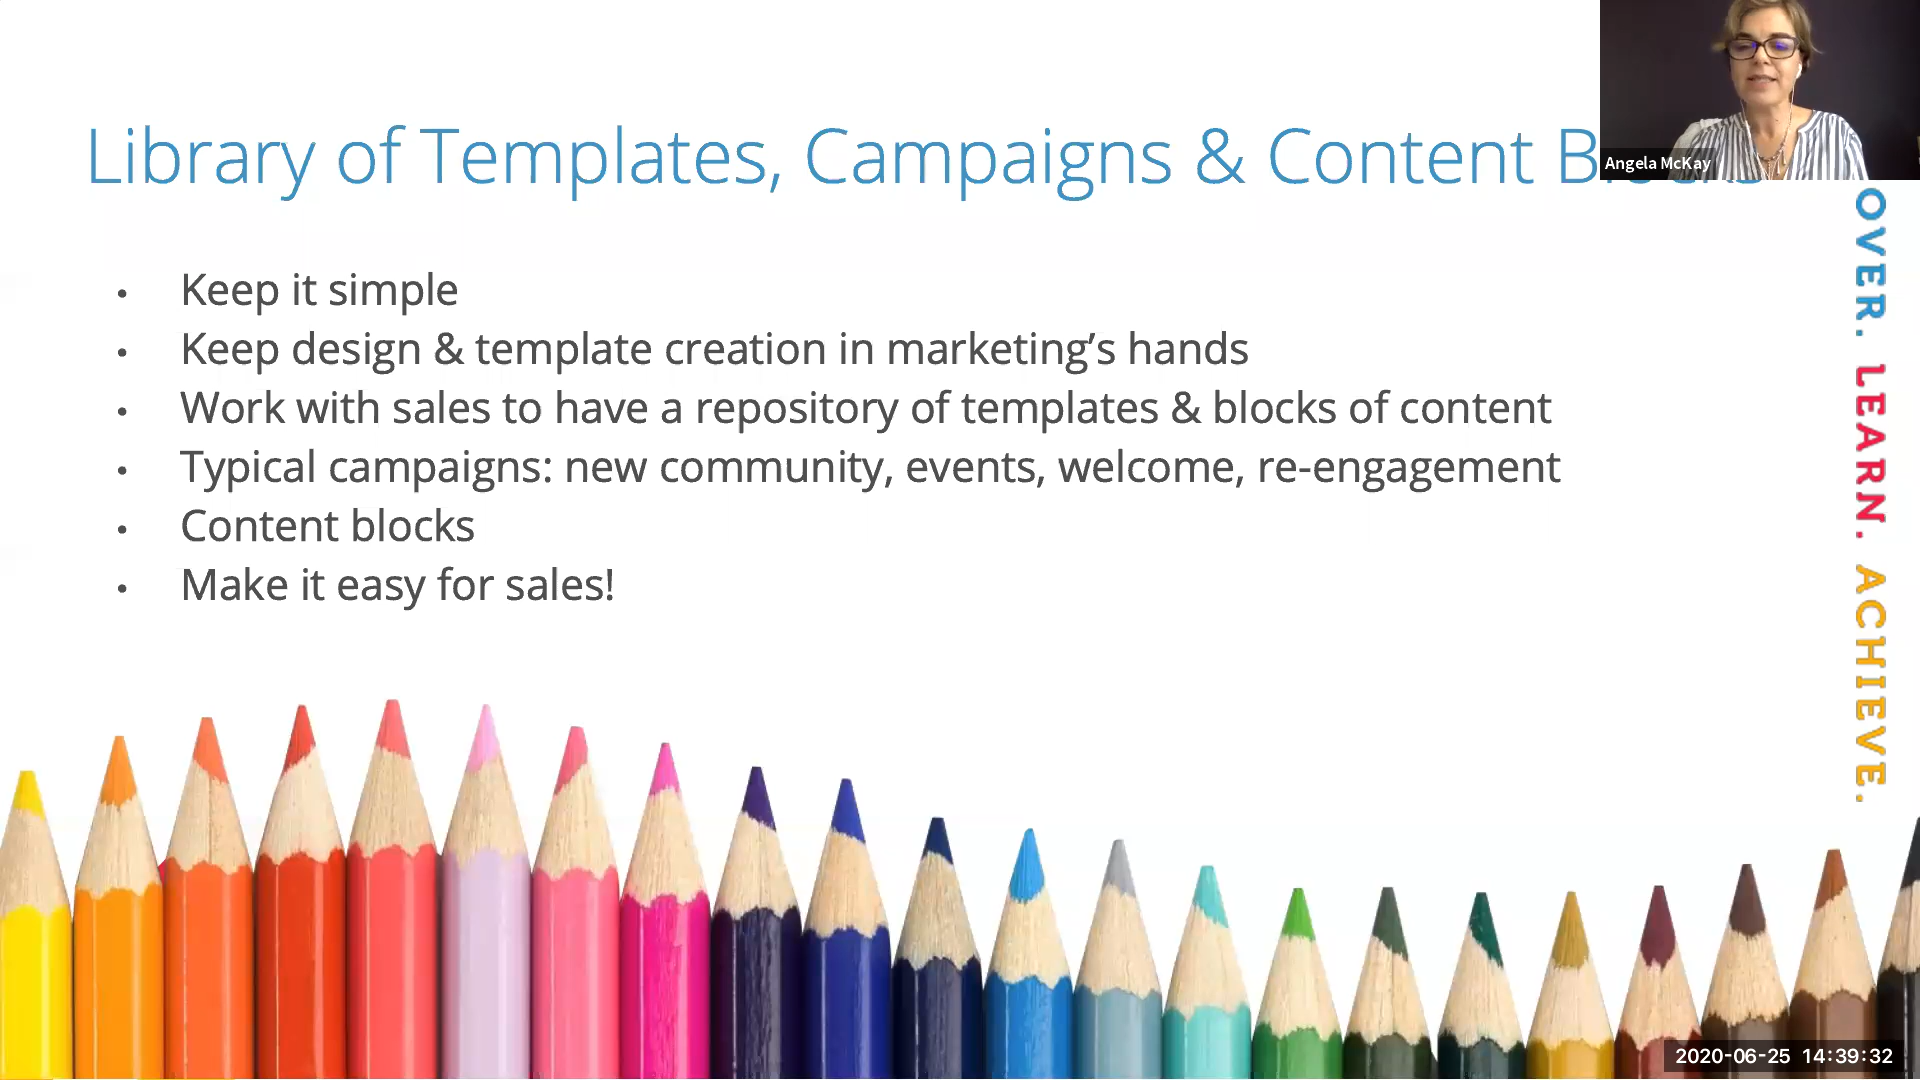 Library of Templates, Campaigns & Content
Angela McKay
• Keep it simple
• Keep design & template creation in marketing’s hands
• Work with sales to have a repository of templates & blocks of content
• Typical campaigns: new community, events, welcome, re-engagement
• Content blocks
• Make it easy for sales!
OVER. LEARN. ACHIEVE.
2020-06-25 14:39:32